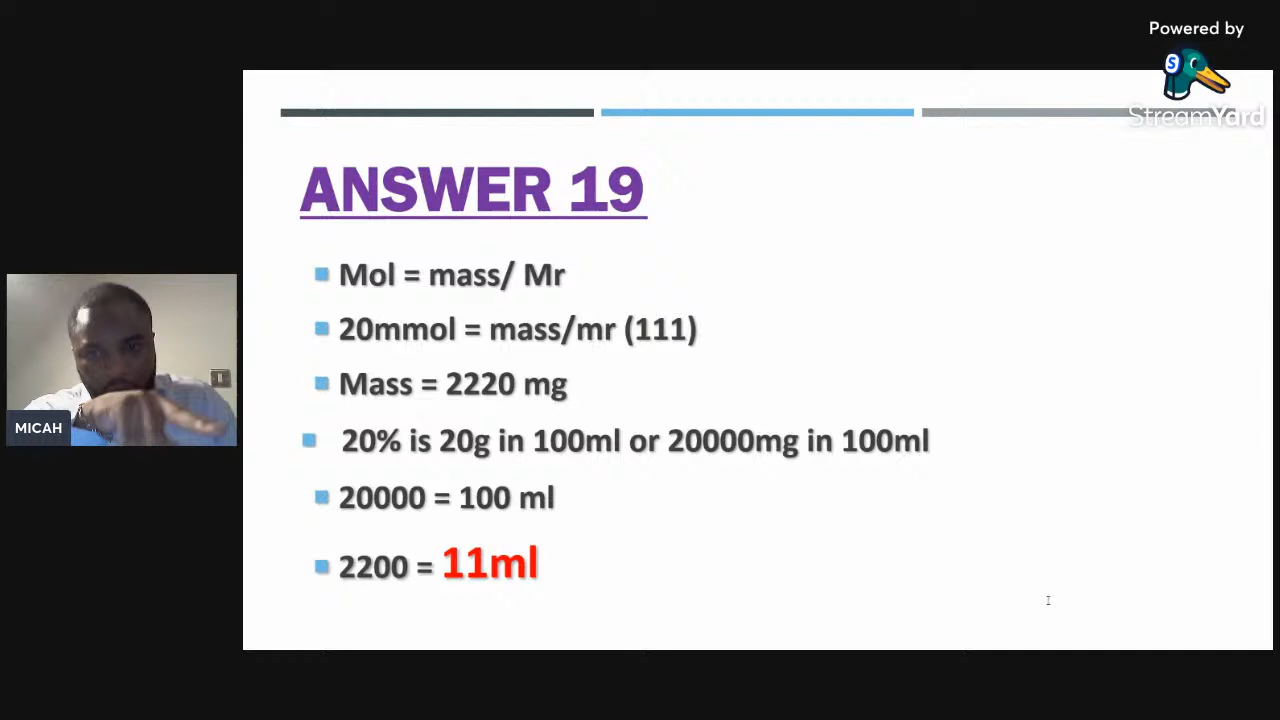 Powered by
StreamYard
ANSWER 19
Mol = mass/ Mr
20mmol = mass/mr (111)
Mass = 2220 mg
20% is 20g in 100ml or 20000mg in 100ml
20000 = 100 ml
2200 = 11ml
MICAH